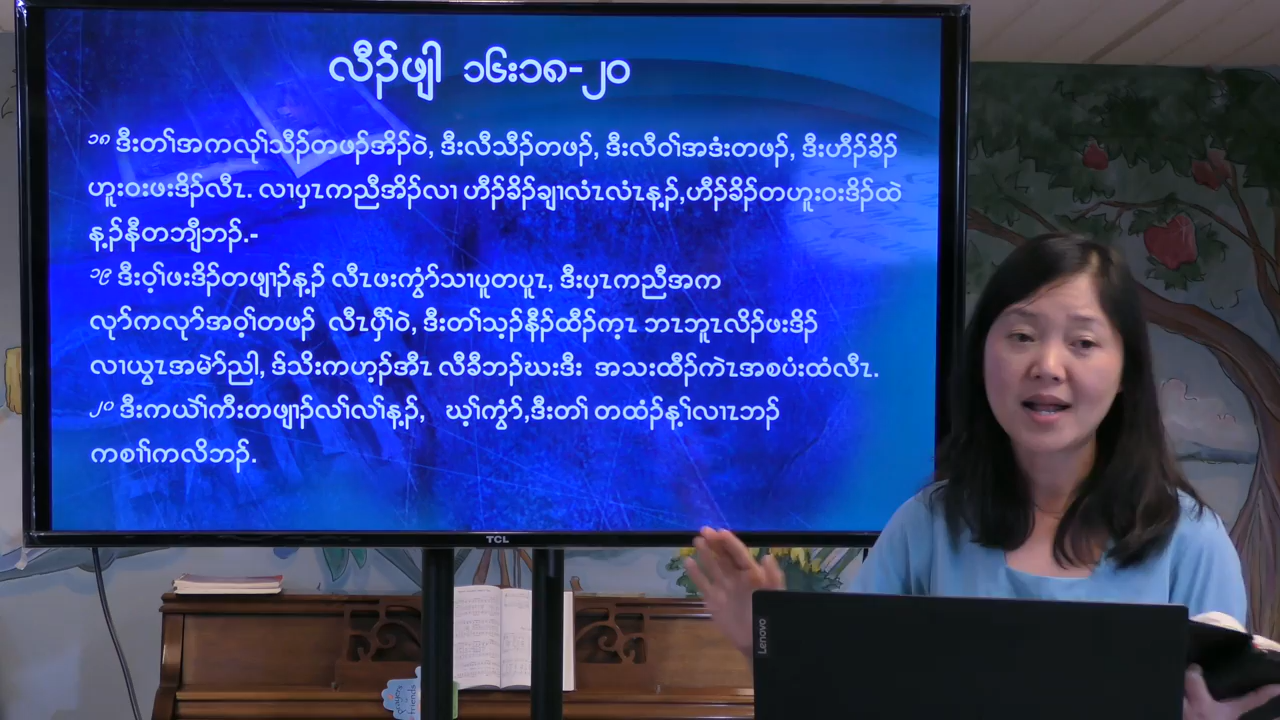 လီၣ်ဖျါ ၁၆း၁၈-၂၀
၁၈ ဒီးတၢ်အကလုၢ်သီၣ်တဖၣ်အိၣ်ဝဲ, ဒီးလီသီၣ်တဖၣ်, ဒီးလီဝၢ်အဒံးတဖၣ်, ဒီးဟီၣ်ခိၣ်
ဟူးဝးဖးဒိၣ်လီၤ. လၢပှၤကညီအိၣ်လၢ ဟီၣ်ခိၣ်ချၢလံၤလံၤန့ၣ်,ဟီၣ်ခိၣ်တဟူးဝးဒိၣ်ထဲ
န့ၣ်နီတဘျီဘၣ်.-
၁၉ ဒီးဝ့ၢ်ဖးဒိၣ်တဖျၢၣ်န့ၣ် လီၤဖးကွံာ်သၢပူတပူၤ, ဒီးပှၤကညီအက
လုာ်ကလုာ်အဝ့ၢ်တဖၣ် လီၤပှီၢ်ဝဲ, ဒီးတၢ်သ့ၣ်နီၣ်ထီၣ်က့ၤ ဘၤဘူၤလိၣ်ဖးဒိၣ်
လၢယွၤအမဲာ်ညါ, ဒ်သိးကဟ့ၣ်အီၤ လီခီဘၣ်ဃးဒီး အသးထီၣ်ကဲၤအစပံးထံလီၤ.
၂၀ ဒီးကယဲၢ်ကီးတဖျၢၣ်လၢ်လၢ်န့ၣ်, ဃ့ၢ်ကွံာ်,ဒီးတၢ် တထံၣ်န့ၢ်လၢၤဘၣ်
ကစၢၢ်ကလိဘၣ်.
TCL
Lenovo
friends